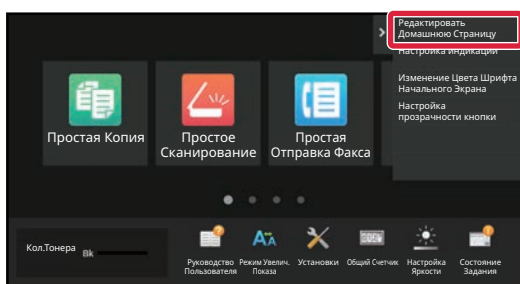 Редактировать
Домашнюю Страницу
Настройка индикации
Изменение Цвета Шрифта
Начального Экрана
Настройка
прозрачности кнопки
Простая Копия
Простое
Сканирование
Простая
Отправка Факса
Кол.Тонера
Bk
Руководство
Пользователя
Режим Увелич.
Показа
Установки
Общий Счетчик
Настройка
Яркости
Состояние
Задания